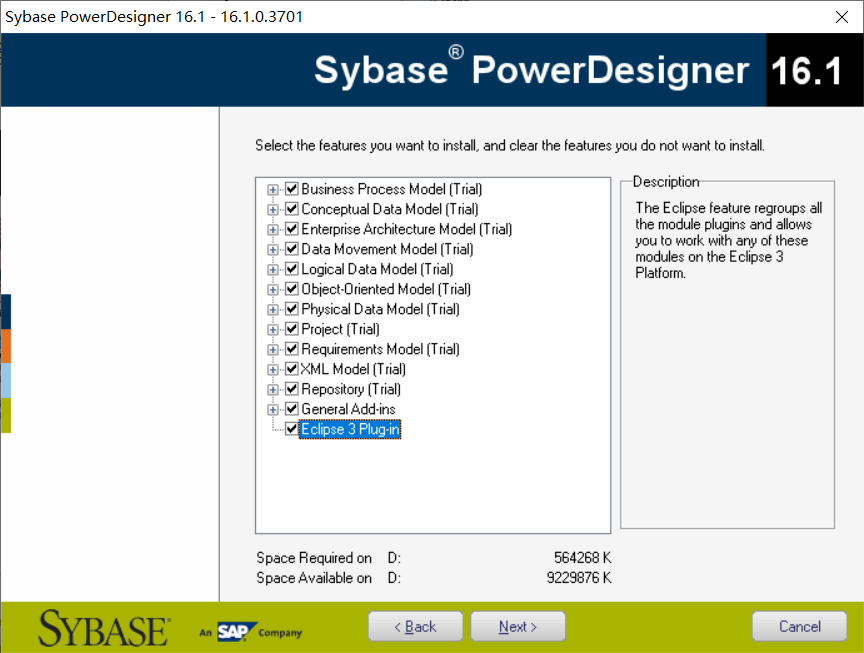 Sybase PowerDesigner 16.1 - 16.1.0.3701
Sybase® PowerDesigner 16.1
Select the features you want to install, and clear the features you do not want to install.
Business Process Model (Trial)
Conceptual Data Model (Trial)
Enterprise Architecture Model (Trial)
Data Movement Model (Trial)
Logical Data Model (Trial)
Object-Oriented Model (Trial)
Physical Data Model (Trial)
Project (Trial)
Requirements Model (Trial)
XML Model (Trial)
Repository (Trial)
General Add-ins
Eclipse 3 Plug-in
Description
The Eclipse feature regroups all
the module plugins and allows
you to work with any of these
modules on the Eclipse 3
Platform.
Space Required on D: 564268 K
Space Available on D: 9229876 K
SYBASE An SAP Company
< Back
Next >
Cancel